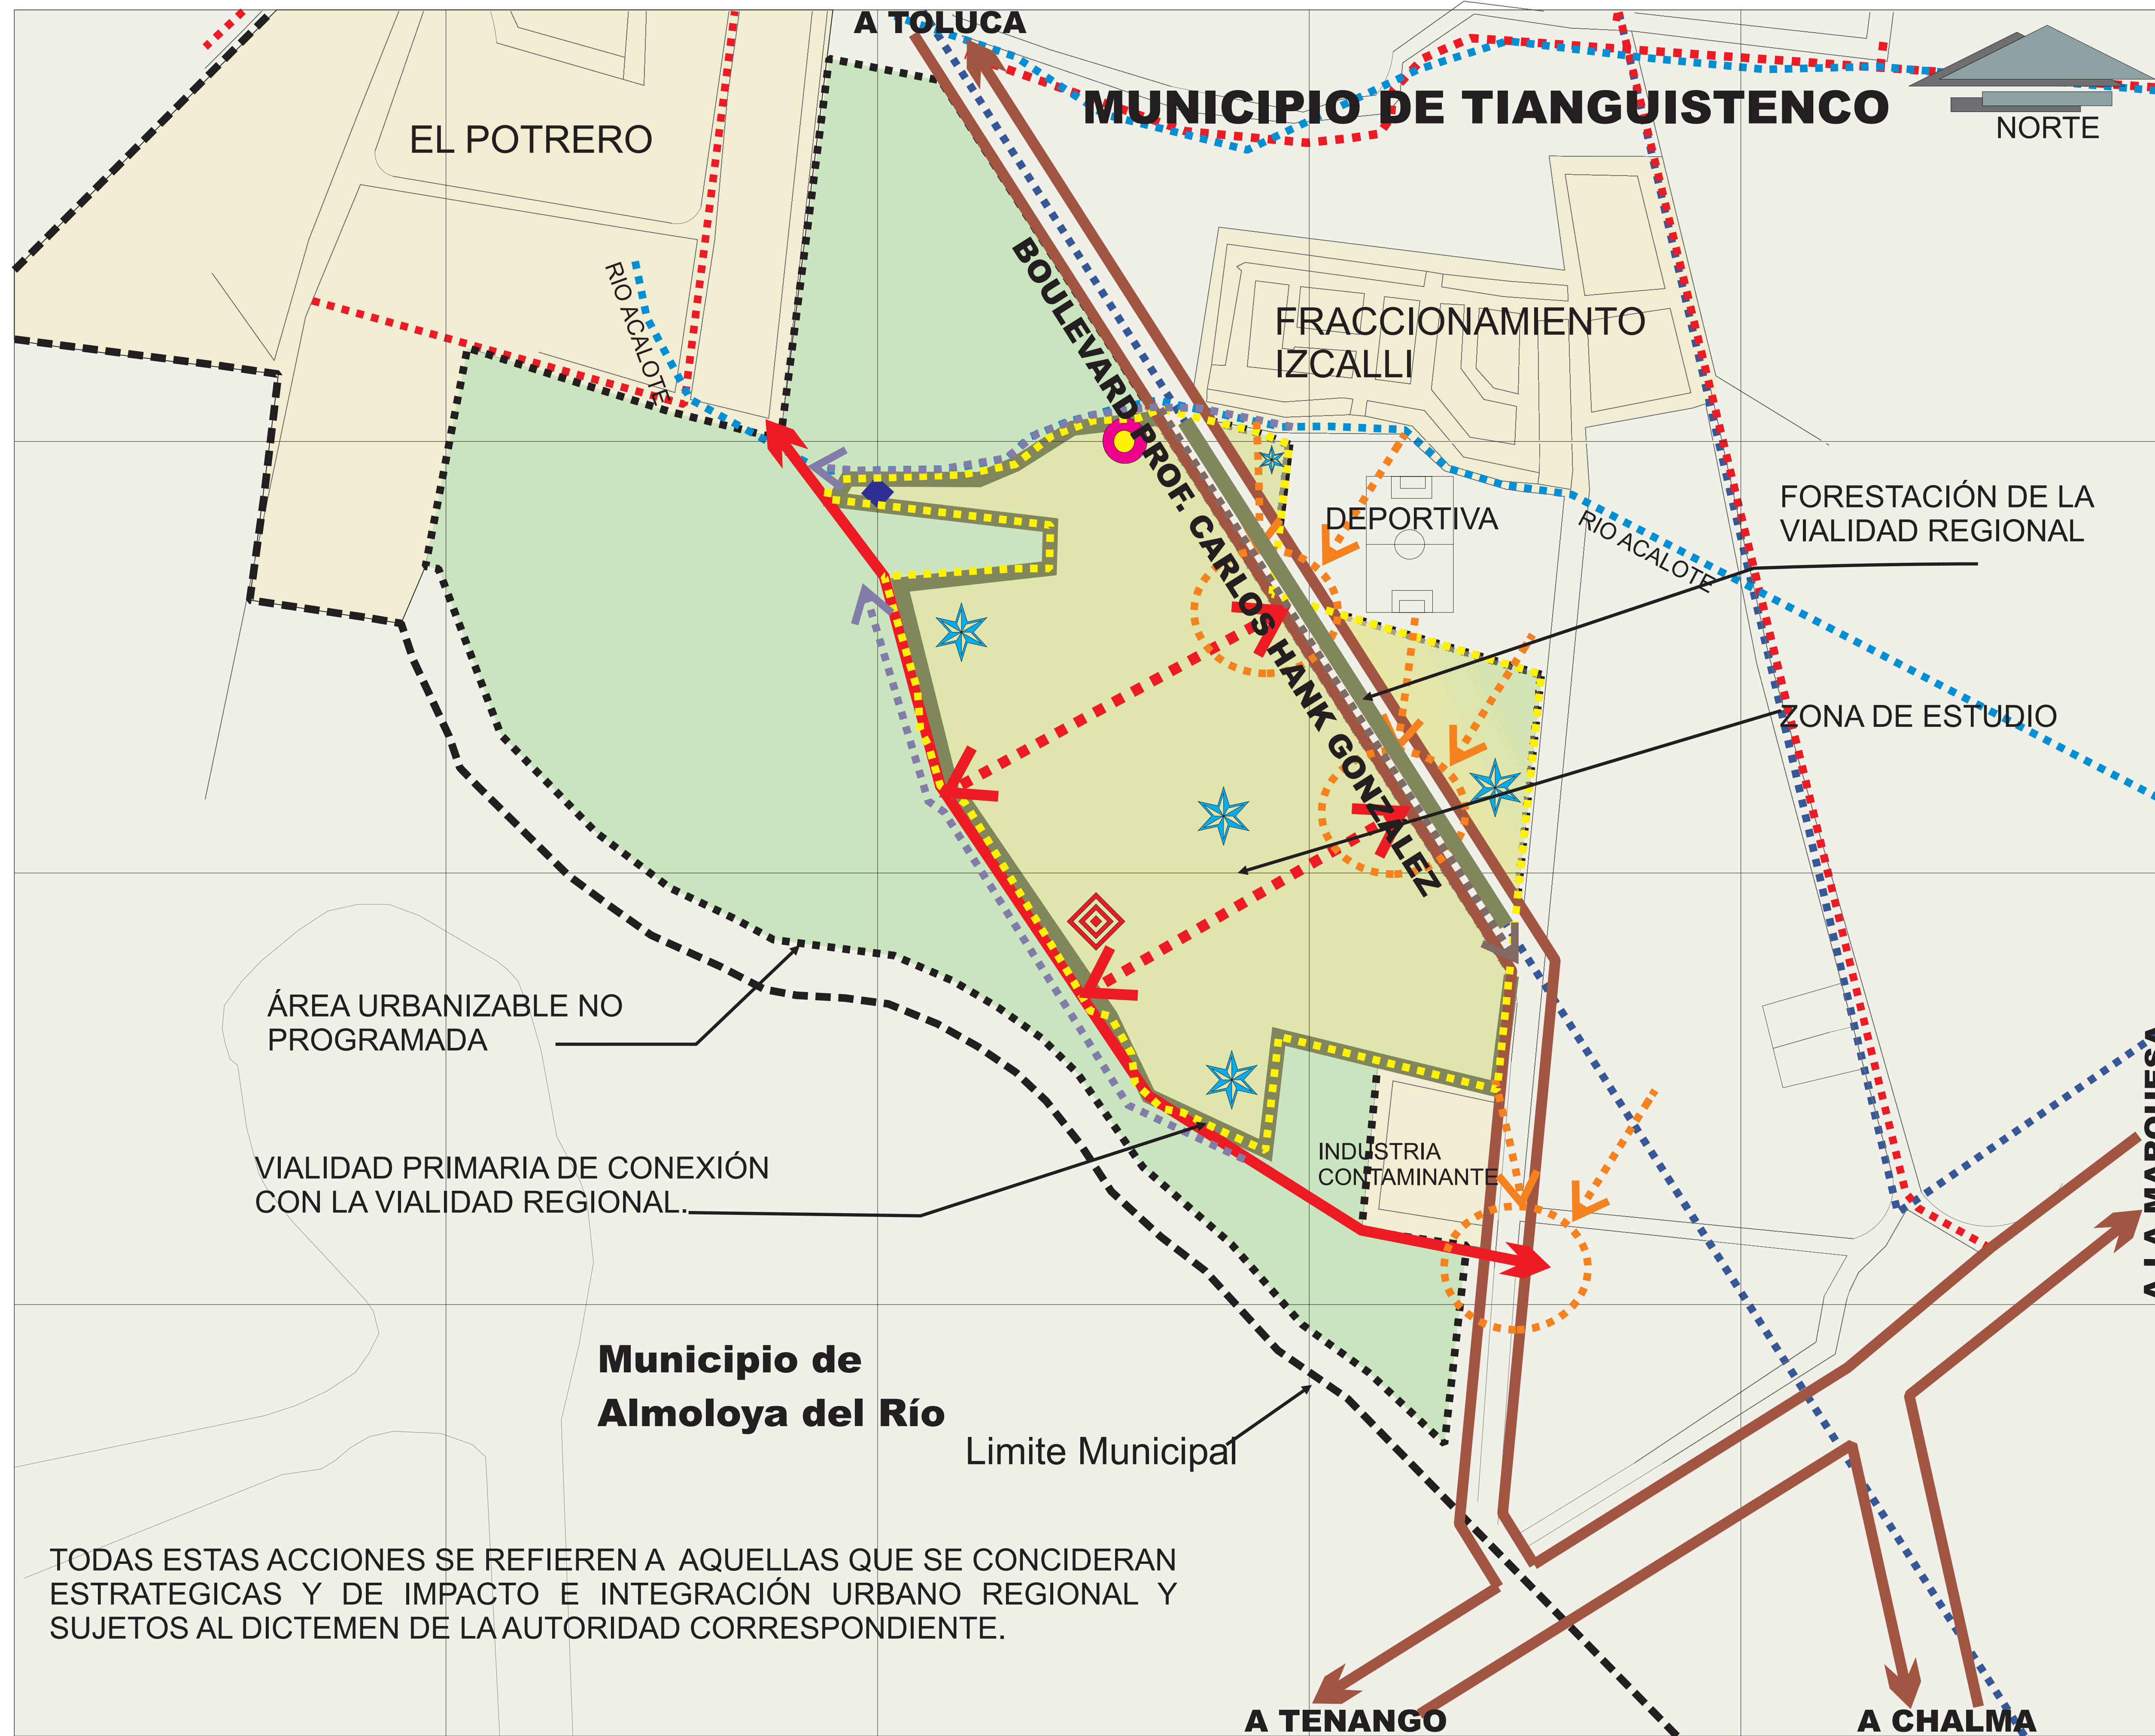 A TOLUCA
MUNICIPIO DE TIANGUISTENCO
NORTE
EL POTRERO
RIO ACALOTE
BOULEVARD PROF. CARLOS HANK GONZALEZ
FRACCIONAMIENTO
IZCALLI
DEPORTIVA
RIO ACALOTE
FORESTACIÓN DE LA
VIALIDAD REGIONAL
ZONA DE ESTUDIO
ÁREA URBANIZABLE NO
PROGRAMADA
VIALIDAD PRIMARIA DE CONEXIÓN
CON LA VIALIDAD REGIONAL.
INDUSTRIA
CONTAMINANTE
A LA MARQUESA
Municipio de
Almoloya del Río
Limite Municipal
TODAS ESTAS ACCIONES SE REFIEREN A AQUELLAS QUE SE CONCIDERAN
ESTRATEGICAS Y DE IMPACTO E INTEGRACIÓN URBANO REGIONAL Y
SUJETOS AL DICTEMEN DE LA AUTORIDAD CORRESPONDIENTE.
A TENANGO
A CHALMA